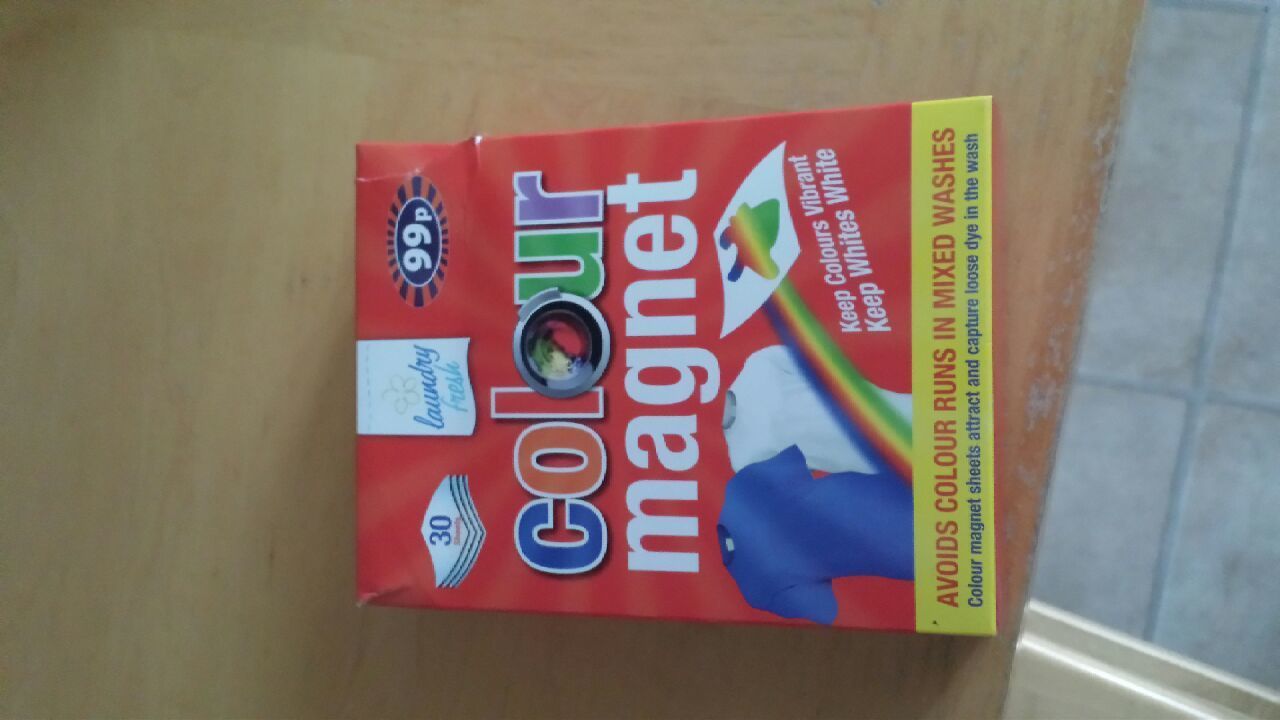 30
Sheets
laundry
fresh
99p
colour
magnet
Keep Colours Vibrant
Keep Whites White
AVOIDS COLOUR RUNS IN MIXED WASHES
Colour magnet sheets attract and capture loose dye in the wash